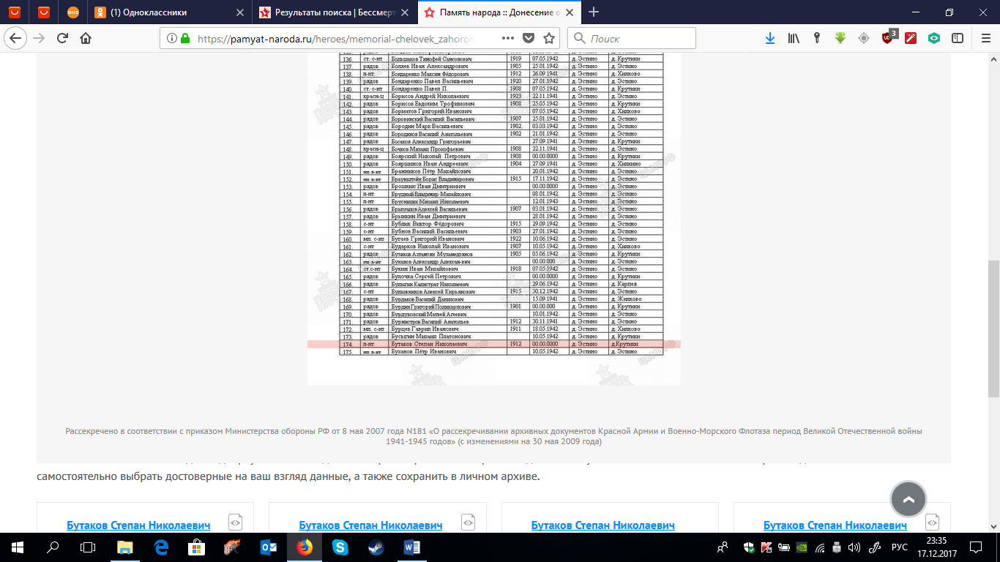 (1) Одноклассники
Результаты поиска | Бессмерт
Память народа :: Донесение о
https://pamyat-naroda.ru/heroes/memorial-chelovek_zahoron
Поиск
3
136. ст. с-нт Большаков Тимофей Самсонович 1919 07.05.1942 д. Эстино д. Крутики
137. рядов Боляев Иван Александрович 1905 25.01.1942 д. Эстино д. Эстино
138. л-нт Бондаренко Максим Фёдорович 1912 26.09.1941 д. Эстино д. Хилково
139. рядов Бондаренко Павел Васильевич 1920 27.01.1942 д. Эстино д. Эстино
140. ст. с-нт Бондаренко Павел П. 1908 07.05.1942 д. Эстино д. Крутики
141. красн-ц Борисов Андрей Николаевич 1923 22.11.1941 д. Эстино д. Эстино
142. рядов Борисов Евдоким Трофимович 1908 25.05.1942 д. Эстино д. Крутики
143. рядов Борматов Григорий Иванович 07.05.1942 д. Эстино д. Хилково
144. рядов Боровинский Василий Васильевич 1907 25.01.1942 д. Эстино д. Эстино
145. рядов Бородин Марк Васильевич 1902. 03.03.1942 д. Эстино д. Эстино
146. рядов Бородинов Василий Анатольевич 1902 21.01.1942 д. Эстино д. Эстино
147. рядов Босаков Александр Григорьевич 27.09.1941 д. Эстино д. Крутики
148. красн-ц Бочков Михаил Прокофьевич 1908 22.11.1941 д. Эстино д. Эстино
149. рядов Боярский Николай Петрович 1908 00.00.0000 д. Эстино д. Крутики
150. рядов Бояршинов Иван Андреевич 1904 27.09.1941 д. Эстино д. Хилкино
151. мл л-нт Бражников Пётр Михайлович 20.01.1942 д. Эстино д. Эстино
152. мл л-нт Браунштейн Борис Владимирович 1915 17.11.1942 д. Эстино д. Эстино
153. рядов Брошкин Иван Дмитриевич 00.00.0000 д. Эстино д. Эстино
154. л-нт Брудный Владимир Михайлович 08.01.1942 д. Эстино д. Эстино
155. л-нт Брусницин Михаил Николаевич 12.01.1943 д. Эстино д. Эстино
156. рядов Брызгалов Алексей Васильевич 1907 03.01.1942 д. Эстино д. Эстино
157. рядов Брынкин Иван Дмитриевич 28.01.1942 д. Эстино д. Эстино
158. с-нт Бублик Виктор Фёдорович 1915 29.09.1942 д. Эстино д. Эстино
159. с-нт Бубнов Василий Васильевич 1903 27.01.1942 д. Эстино д. Эстино
160. мл. с-нт Бугаев Григорий Иванович 1922 10.06.1942 д. Эстино д. Эстино
161. с-нт Бударков Николай Иванович 1907 10.05.1942 д. Эстино д. Хилково
162. рядов Бузиков Ахтамзян Мухамедзянов 1905 05.06.1942 д. Эстино д. Крутики
163. мл л-нт Буканов Александр Алексан-вич 00.00.000 д. Эстино д. Эстино
164. ст.с-нт Букин Иван Михайлович 1918 07.05.1942 д. Эстино д. Эстино
165. рядов Булочка Сергей Петрович 00.00.0000 д. Эстино д. Крутики
166. рядов Булыгин Калистрат Николаевич 29.06.1942 д. Эстино д. Карпея
167. с-нт Булыжников Алексей Кирьянович 1915 30.12.1942 д. Эстино д. Эстино
168. рядов Бурдаков Василий Данилович 15.09.1941 д. Эстино д. Жилково
169. рядов Бурдин Григорий Поликарпович 1901 00.00.000 д. Эстино д. Крутики
170. рядов Бурдуковский Матвей Агеевич 10.01.1942 д. Эстино д. Эстино
171. рядов Бурмистров Василий Анатольев 1912 30.11.1941 д. Эстино д. Эстино
172. мл. с-нт Бурцев Гаврил Иванович 1911 18.05.1942 д. Эстино д. Хилково
173. рядов Бусыгин Михаил Платонович 10.05.1942 д. Эстино д. Крутики
174. л-нт Бутаков Степан Николаевич 1912 00.00.0000 д. Эстино д.Крутики
175. мл л-нт Буханов Пётр Иванович 10.05.1942 д. Эстино д. Эстино
Рассекречено в соответствии с приказом Министерства обороны РФ от 8 мая 2007 года N181 «О рассекречивании архивных документов Красной Армии и Военно-Морского Флотаза период Великой Отечественной войны
1941-1945 годов» (с изменениями на 30 мая 2009 года)
самостоятельно выбрать достоверные на ваш взгляд данные, а также сохранить в личном архиве.
Бутаков Степан Николаевич
Бутаков Степан Николаевич
Бутаков Степан Николаевич
Бутаков Степан Николаевич
РУС
23:35
17.12.2017